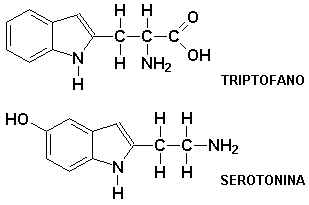 H H O
C C C
OH
N
H
H NH2
TRIPTOFANO
HO
H H
C C NH2
N
H
H H
SEROTONINA